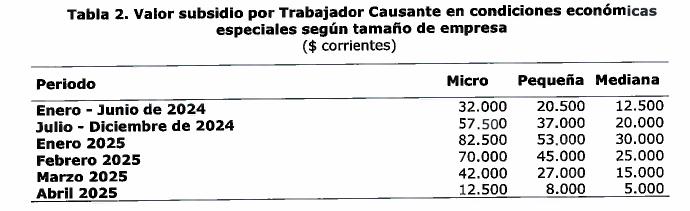 Tabla 2. Valor subsidio por Trabajador Causante en condiciones económicas
especiales según tamaño de empresa
($ corrientes)
Periodo Micro Pequeña Mediana
Enero - Junio de 2024 32.000 20.500 12.500
Julio - Diciembre de 2024 57.500 37.000 20.000
Enero 2025 82.500 53.000 30.000
Febrero 2025 70.000 45.000 25.000
Marzo 2025 42.000 27.000 15.000
Abril 2025 12.500 8.000 5.000